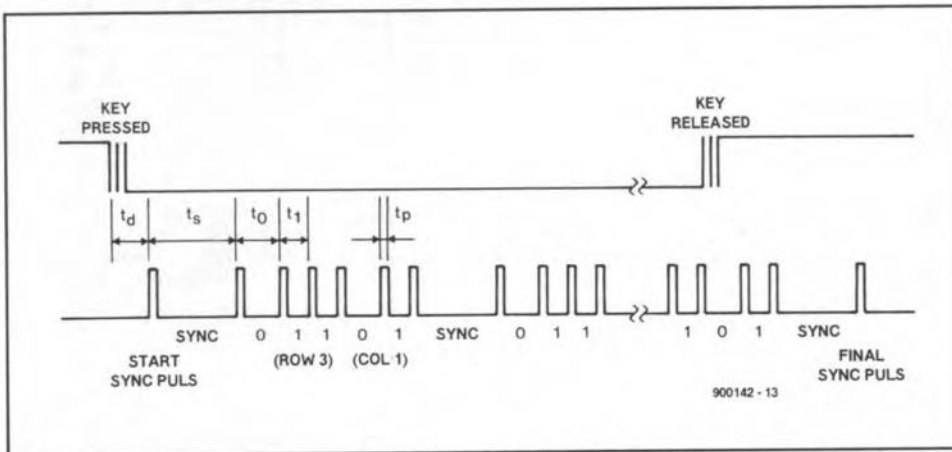 KEY
PRESSED
KEY
RELEASED
td ts t0 t1 tp
SYNC 0 1 1 0 1 SYNC 0 1 1 1 0 1 SYNC
(ROW 3) (COL 1)
START
SYNC PULS
FINAL
SYNC PULS
900142 - 13